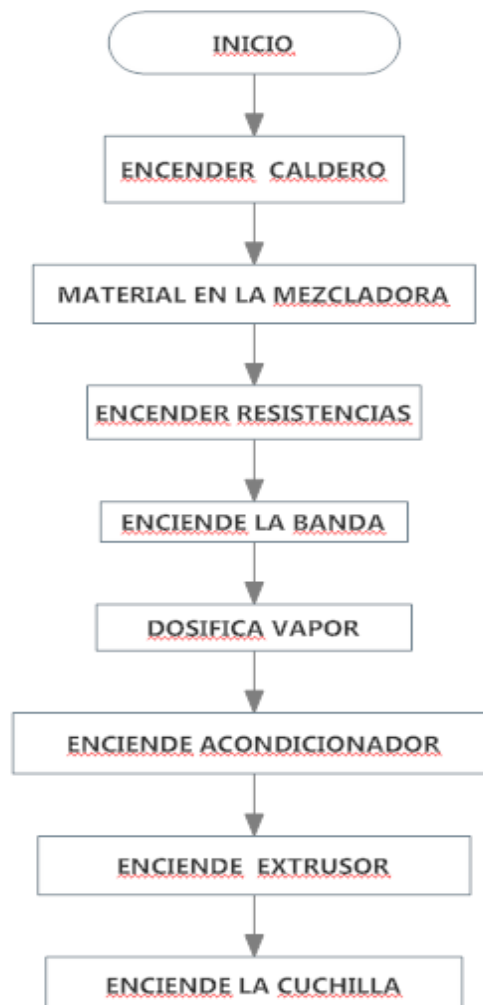 INICIO
ENCENDER CALDERO
MATERIAL EN LA MEZCLADORA
ENCENDER RESISTENCIAS
ENCIENDE LA BANDA
DOSIFICA VAPOR
ENCIENDE ACONDICIONADOR
ENCIENDE EXTRUSOR
ENCIENDE LA CUCHILLA